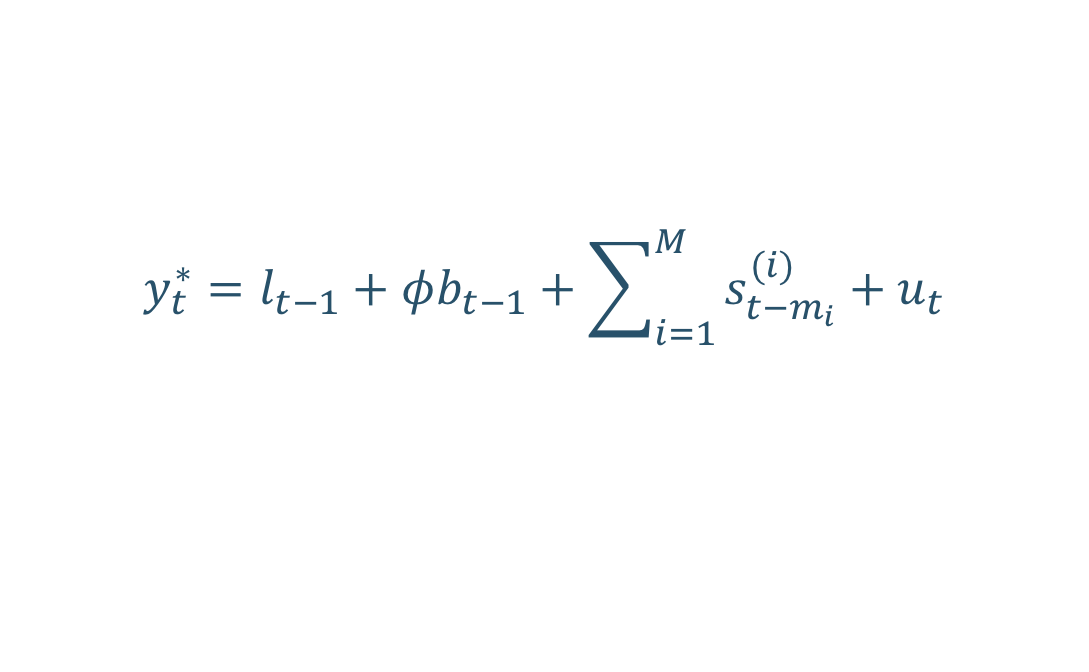 $y_t^* = l_{t-1} + \phi b_{t-1} + \sum_{i=1}^{M} s_{t-m_i}^{(i)} + u_t$